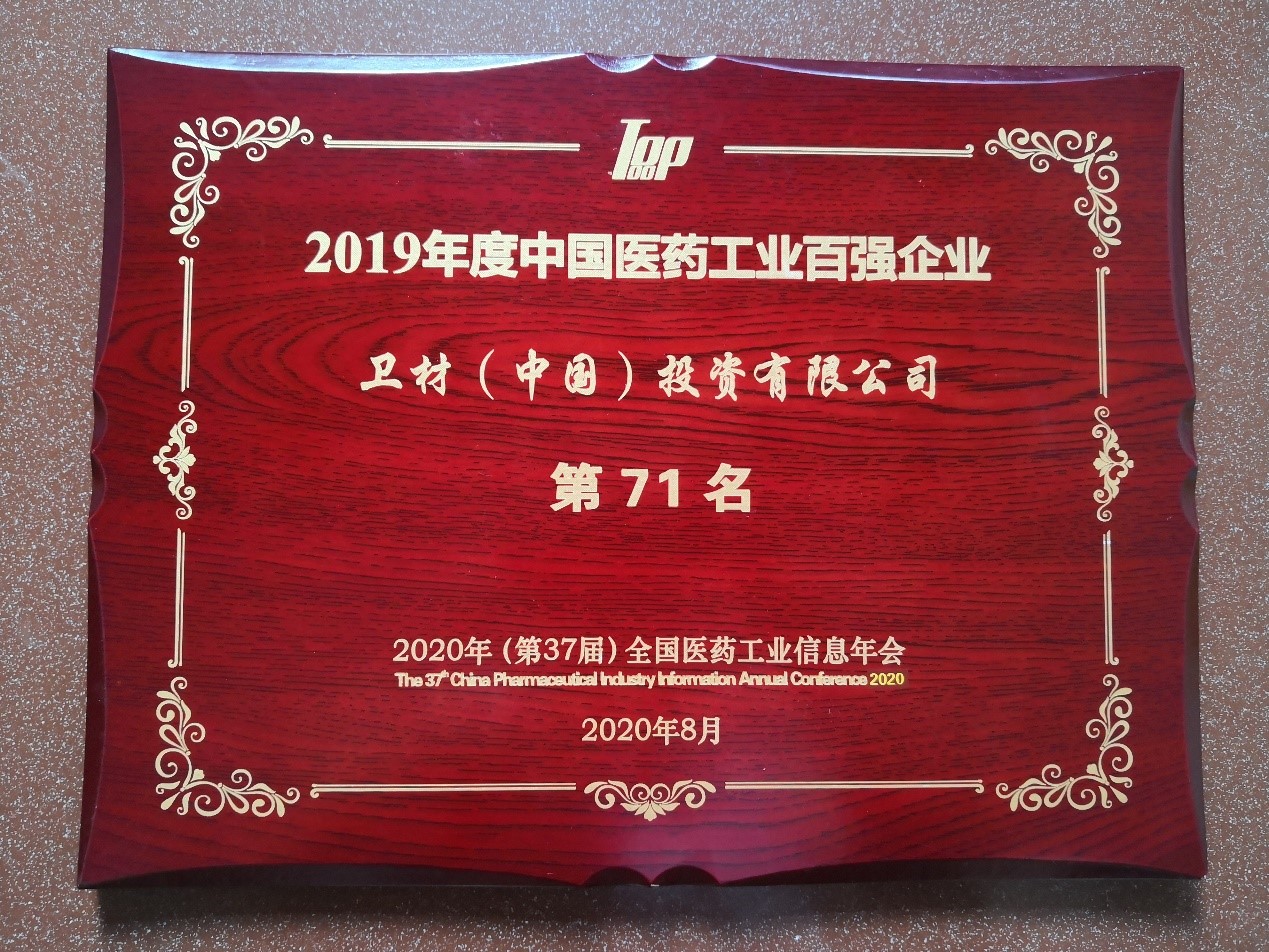 Top 100
2019年度中国医药工业百强企业
卫材（中国）投资有限公司
第 71 名
2020年（第37届）全国医药工业信息年会
The 37th China Pharmaceutical Industry Information Annual Conference 2020
2020年8月